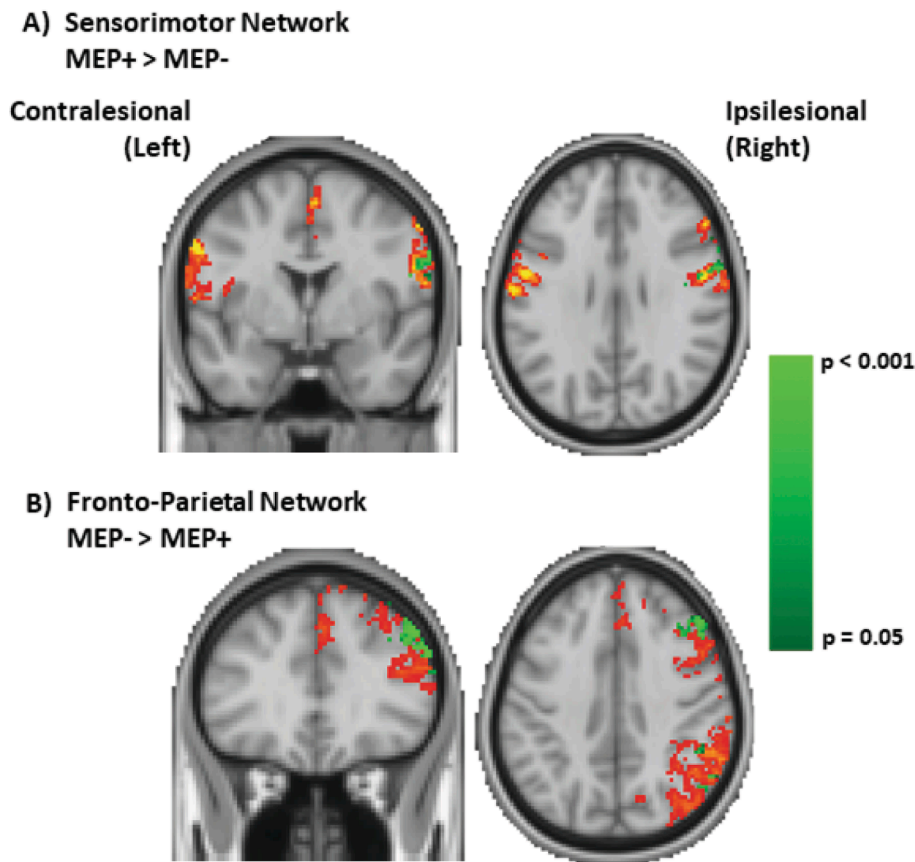 A) Sensorimotor Network
MEP+ > MEP-
Contralesional
(Left)
Ipsilesional
(Right)
p < 0.001
p = 0.05
B) Fronto-Parietal Network
MEP- > MEP+